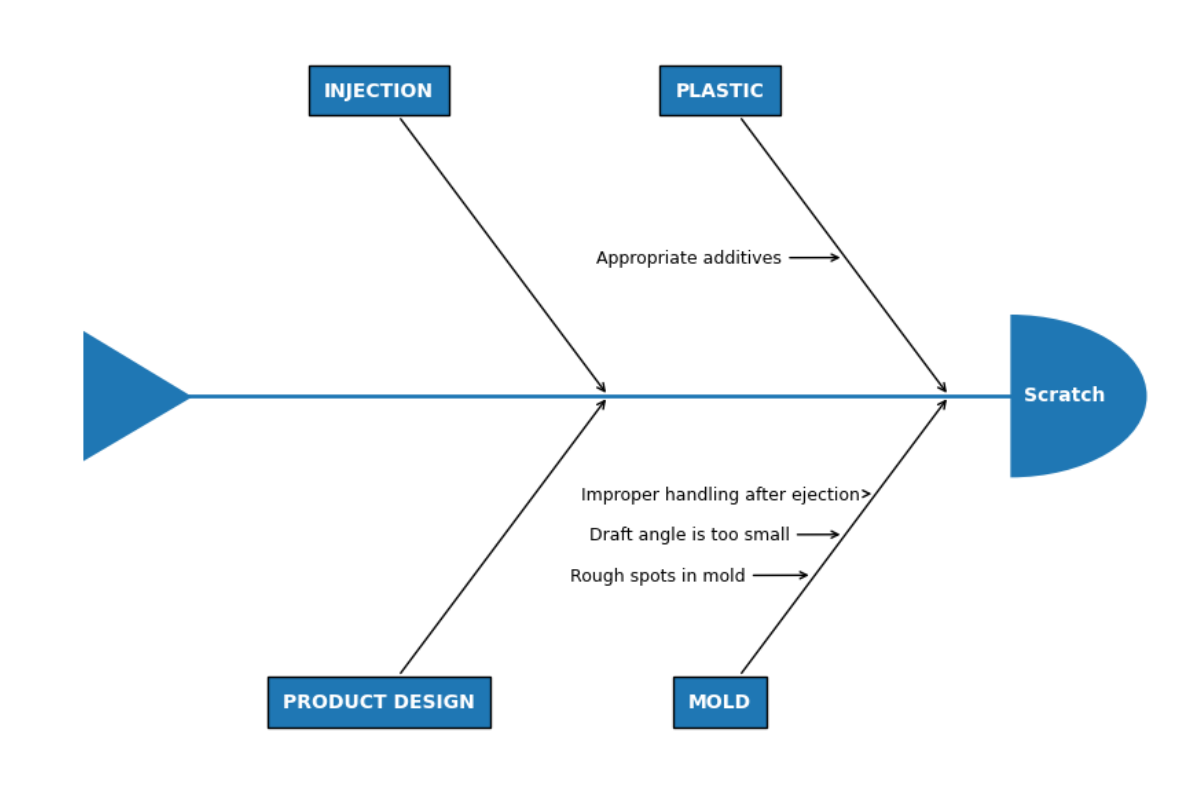 INJECTION
PLASTIC
Appropriate additives
Scratch
Improper handling after ejection
Draft angle is too small
Rough spots in mold
PRODUCT DESIGN
MOLD